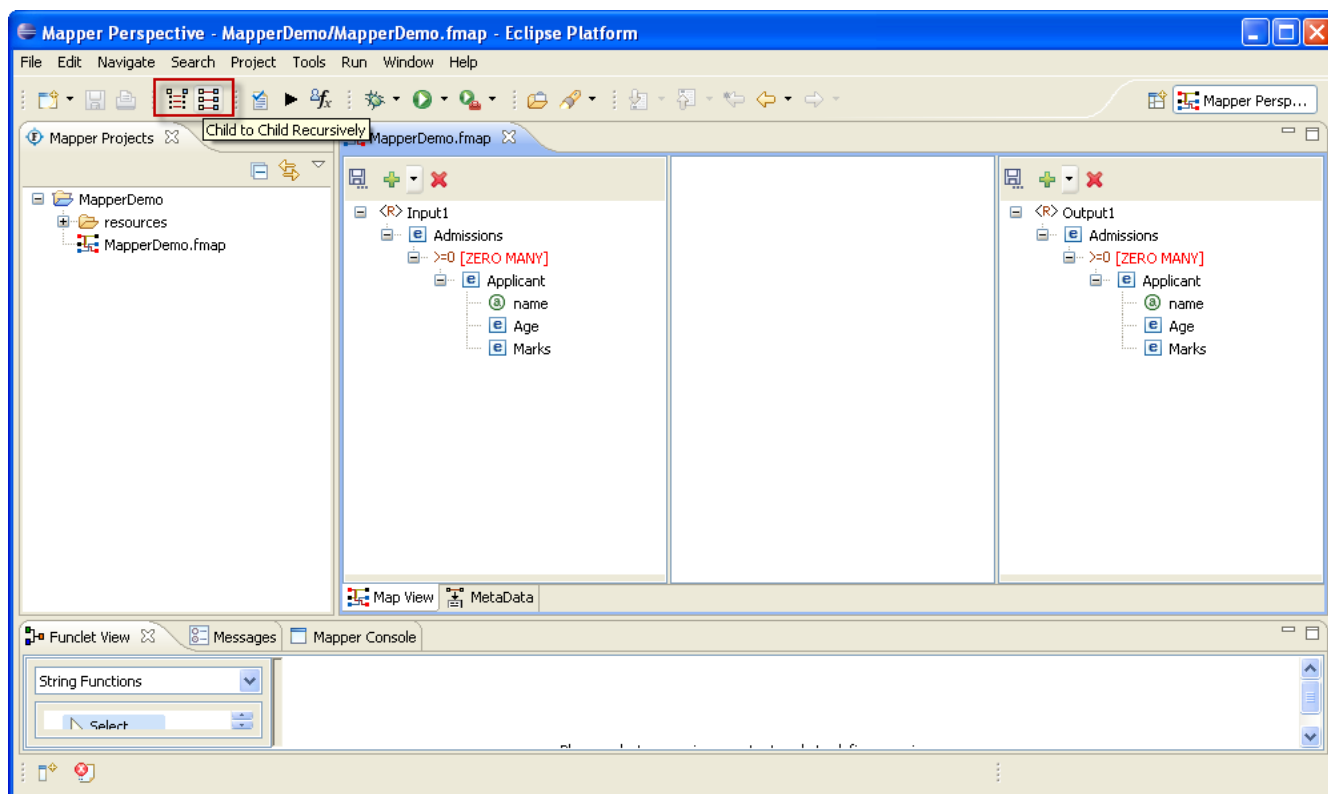 Mapper Perspective - MapperDemo/MapperDemo.fmap - Eclipse Platform
File Edit Navigate Search Project Tools Run Window Help
Mapper Persp...
Child to Child Recursively
Mapper Projects
MapperDemo.fmap
MapperDemo
resources
MapperDemo.fmap
<R> Input1
e Admissions
>=0 [ZERO MANY]
e Applicant
a name
e Age
e Marks
<R> Output1
e Admissions
>=0 [ZERO MANY]
e Applicant
a name
e Age
e Marks
Map View MetaData
Funclet View Messages Mapper Console
String Functions
Select